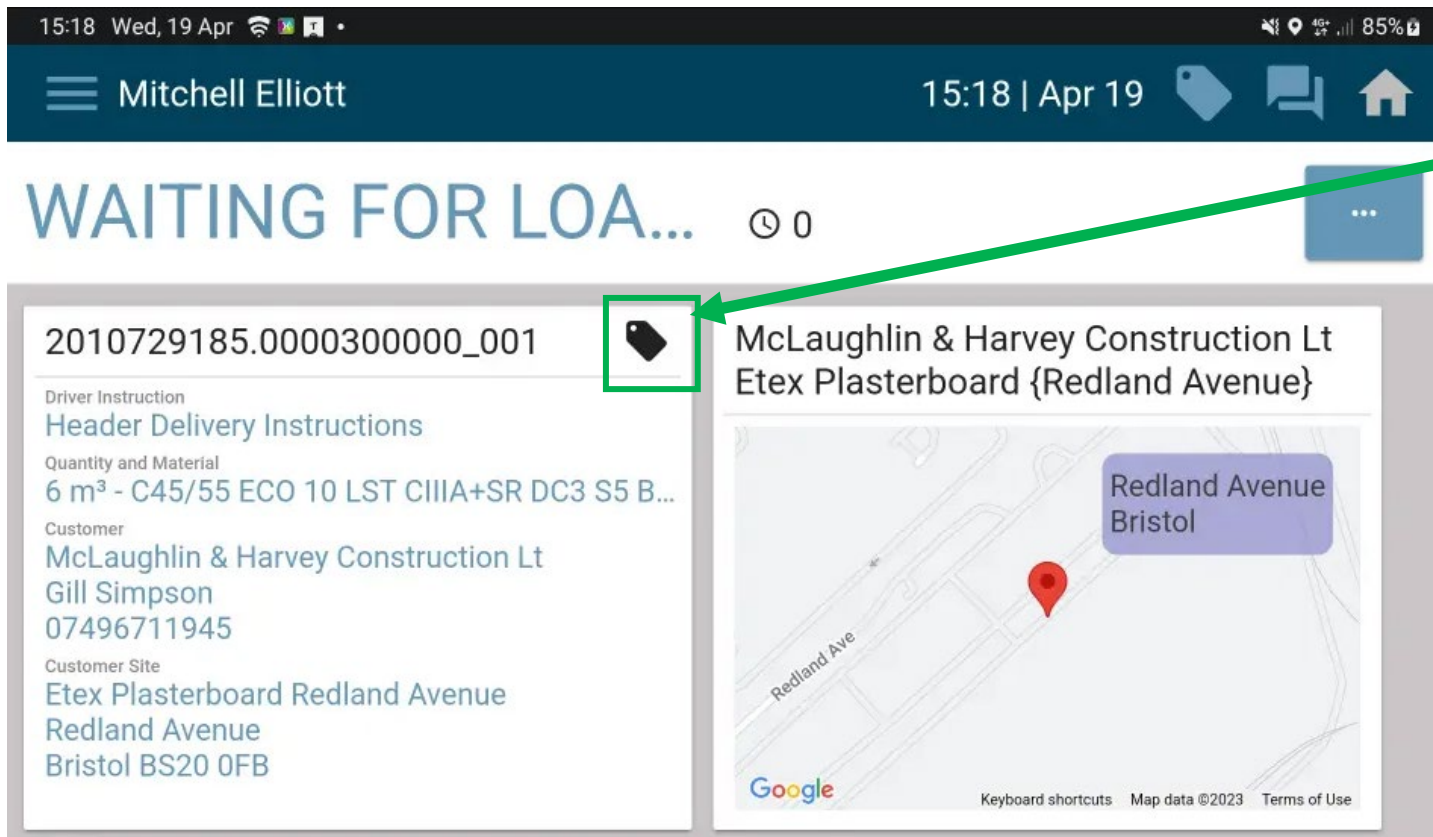 15:18 Wed, 19 Apr
4G+ 85%
Mitchell Elliott
15:18 | Apr 19
WAITING FOR LOA...
0
...
2010729185.0000300000_001
Driver Instruction
Header Delivery Instructions
Quantity and Material
6 m³ - C45/55 ECO 10 LST CIIIA+SR DC3 S5 B...
Customer
McLaughlin & Harvey Construction Lt
Gill Simpson
07496711945
Customer Site
Etex Plasterboard Redland Avenue
Redland Avenue
Bristol BS20 0FB
McLaughlin & Harvey Construction Lt
Etex Plasterboard {Redland Avenue}
Redland Avenue
Bristol
Redland Ave
Google
Keyboard shortcuts Map data ©2023 Terms of Use